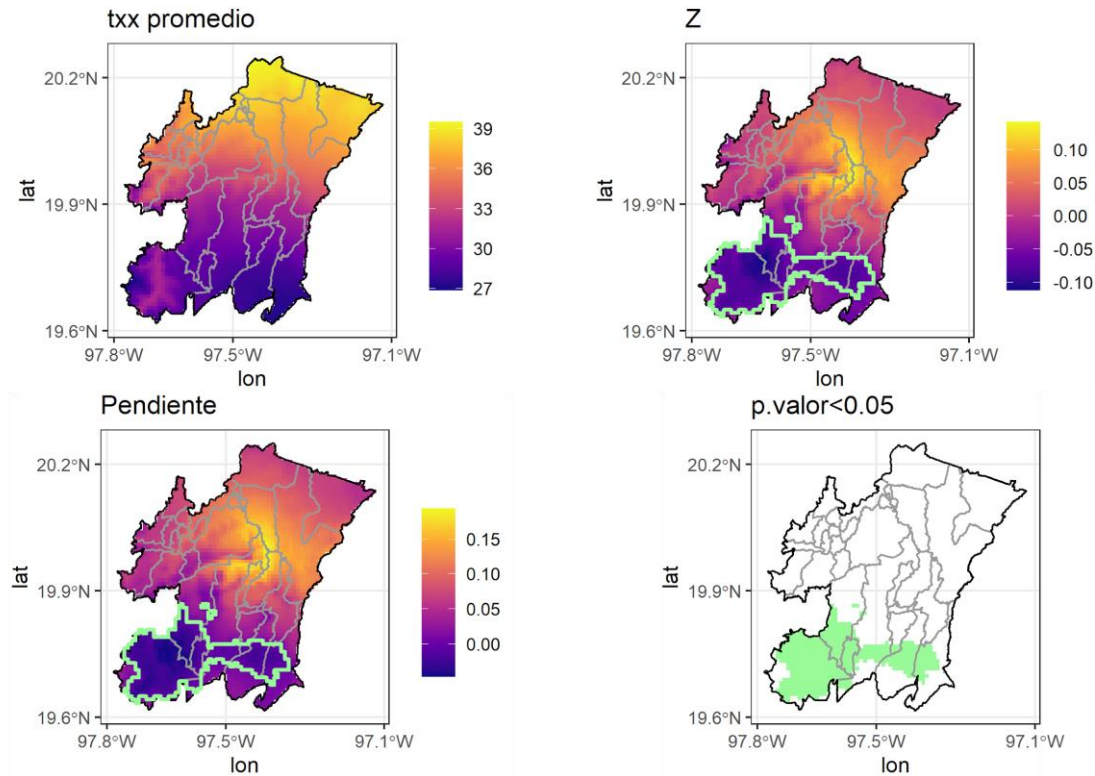 txx promedio
20.2°N
19.9°N
19.6°N
97.8°W
97.5°W
97.1°W
lon
lat
39
36
33
30
27
Z
20.2°N
19.9°N
19.6°N
97.8°W
97.5°W
97.1°W
lon
lat
0.10
0.05
0.00
-0.05
-0.10
Pendiente
20.2°N
19.9°N
19.6°N
97.8°W
97.5°W
97.1°W
lon
lat
0.15
0.10
0.05
0.00
p.valor<0.05
20.2°N
19.9°N
19.6°N
97.8°W
97.5°W
97.1°W
lon
lat